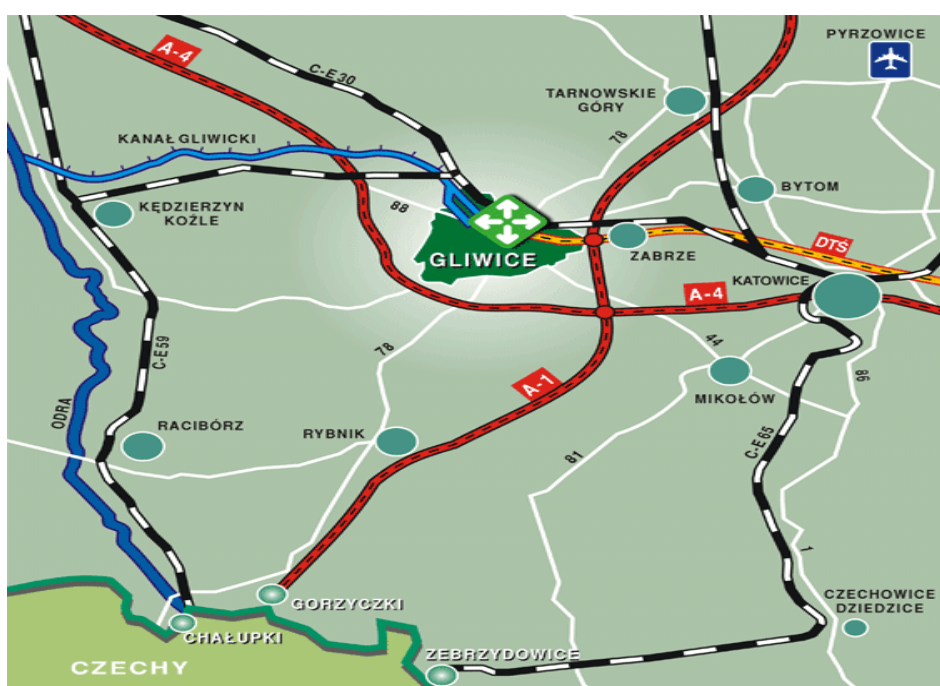 A-4
C-E30
PYRZOWICE
TARNOWSKIE
GÓRY
78
KANAŁ GLIWICKI
BYTOM
KĘDZIERZYN
KOŹLE
88
GLIWICE
ZABRZE
DTŚ
KATOWICE
A-4
78
44
C-E59
A-1
86
MIKOŁÓW
ODRA
RACIBÓRZ
RYBNIK
81
C-E65
1
CZECHOWICE
DZIEDZICE
GORZYCZKI
CHAŁUPKI
ZEBRZYDOWICE
CZECHY